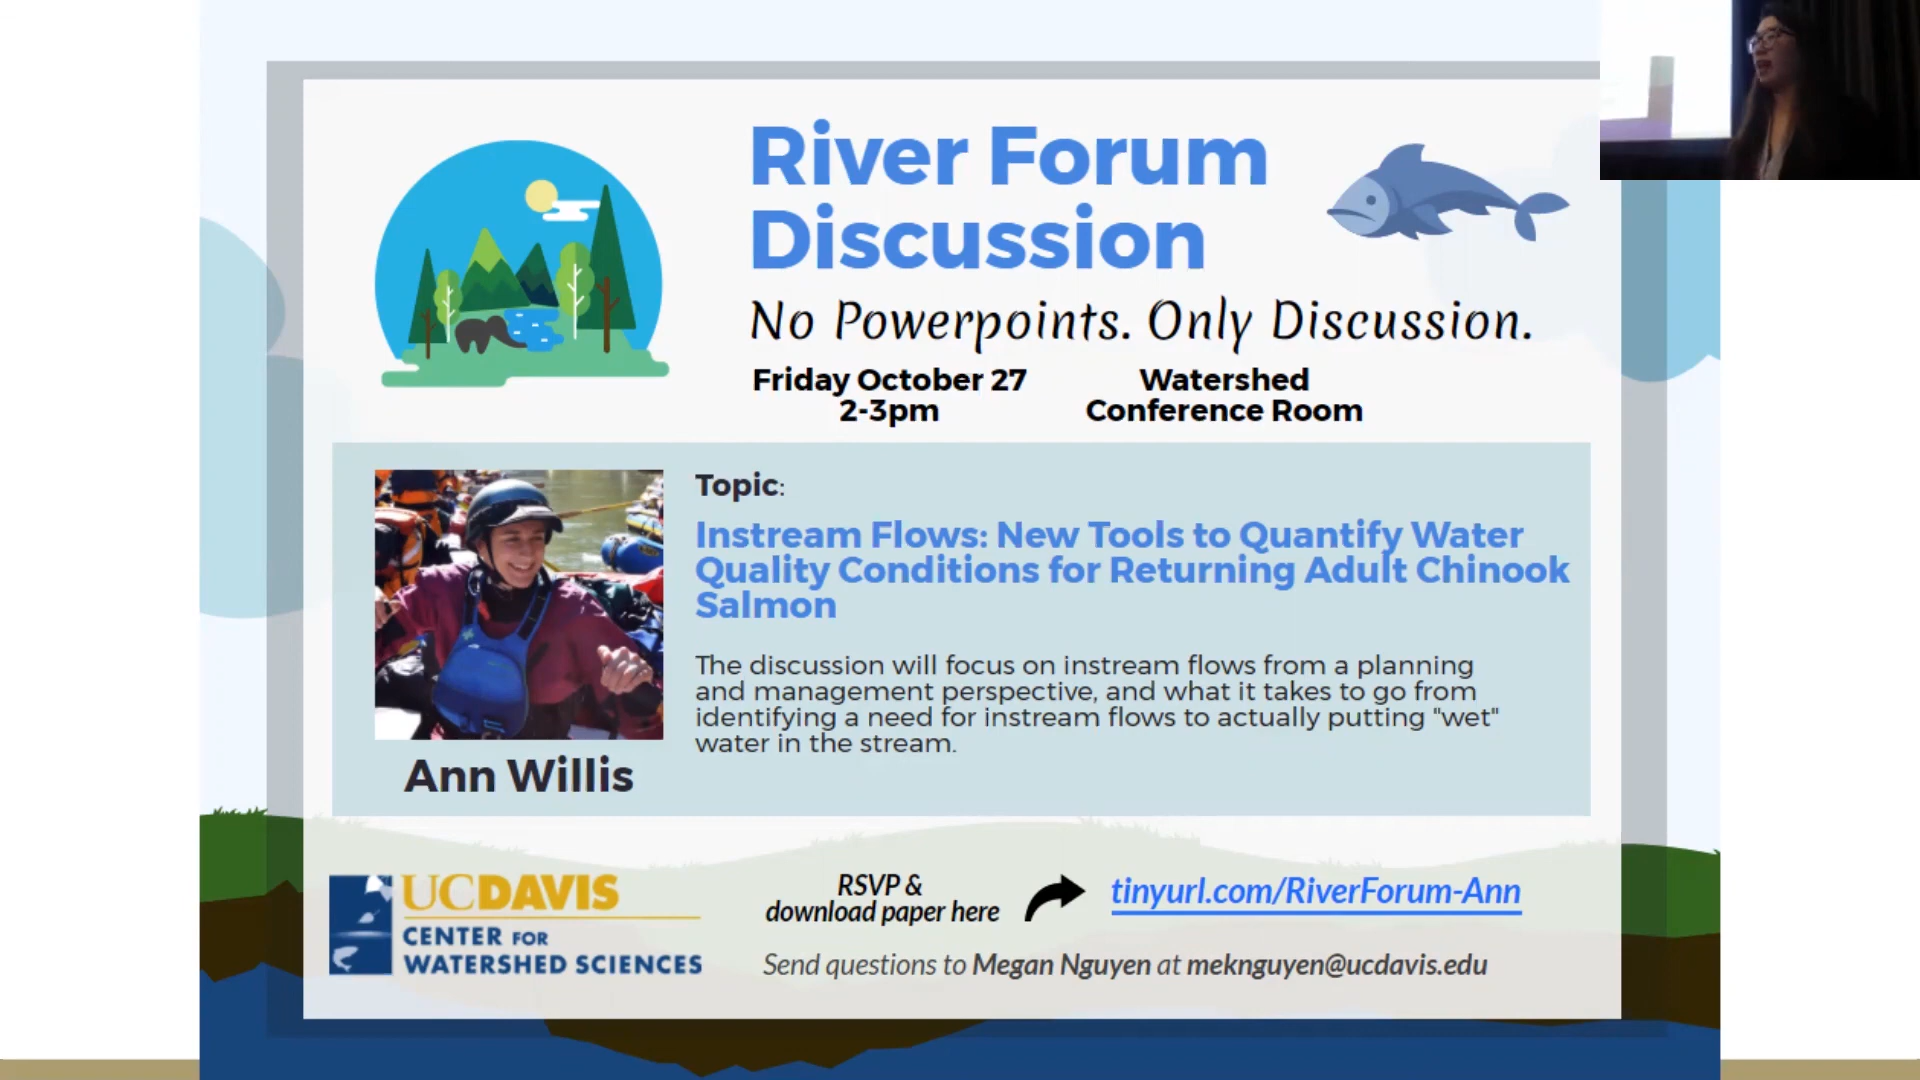 River Forum
Discussion
No Powerpoints. Only Discussion.
Friday October 27
2-3pm
Watershed
Conference Room
Topic:
Instream Flows: New Tools to Quantify Water
Quality Conditions for Returning Adult Chinook
Salmon
The discussion will focus on instream flows from a planning
and management perspective, and what it takes to go from
identifying a need for instream flows to actually putting "wet"
water in the stream.
Ann Willis
UCDAVIS
CENTER FOR
WATERSHED SCIENCES
RSVP &
download paper here
tinyurl.com/RiverForum-Ann
Send questions to Megan Nguyen at meknguyen@ucdavis.edu